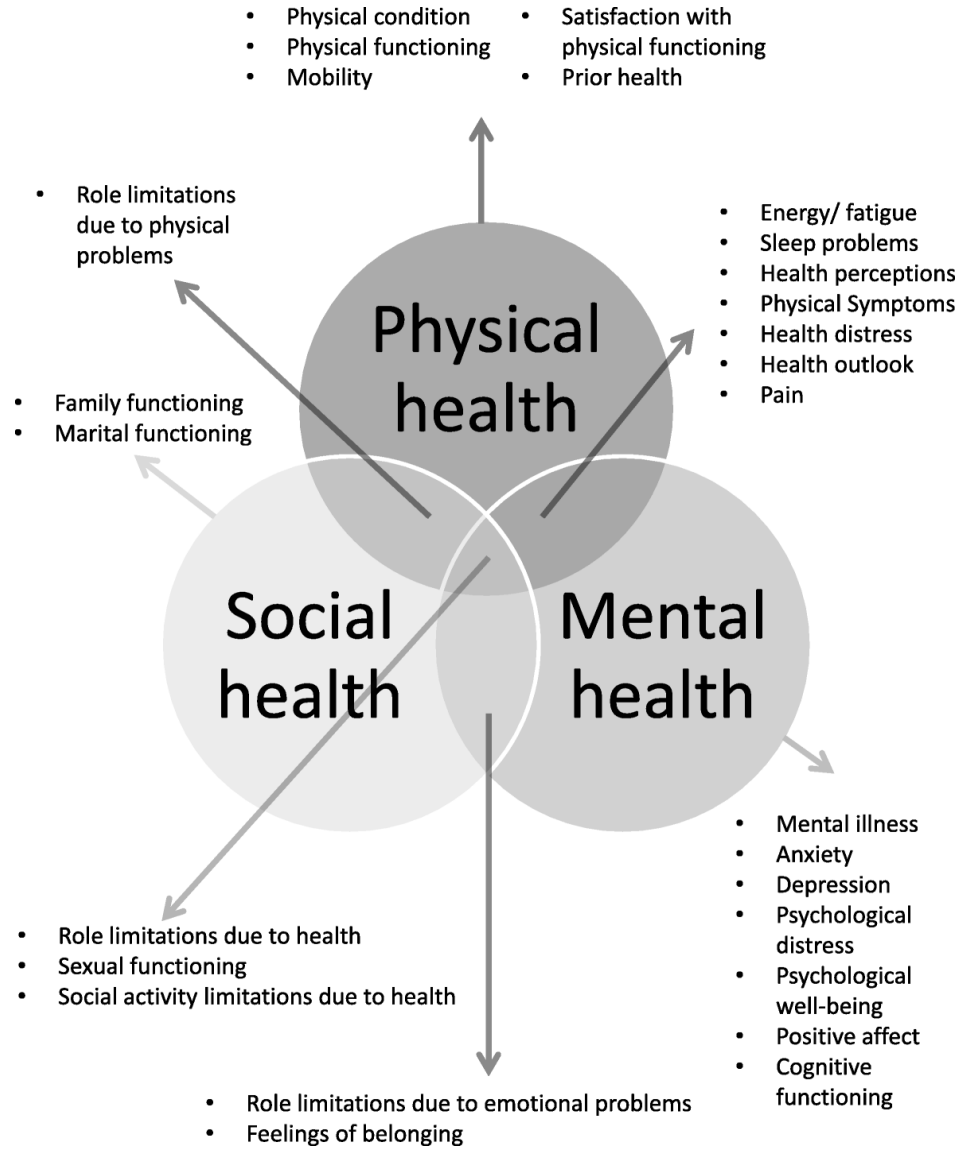 • Physical condition
• Physical functioning
• Mobility
• Satisfaction with
physical functioning
• Prior health
• Role limitations
due to physical
problems
• Energy/ fatigue
• Sleep problems
• Health perceptions
• Physical Symptoms
• Health distress
• Health outlook
• Pain
Physical
health
• Family functioning
• Marital functioning
Social
health
Mental
health
• Mental illness
• Anxiety
• Depression
• Psychological
distress
• Psychological
well-being
• Positive affect
• Cognitive
functioning
• Role limitations due to health
• Sexual functioning
• Social activity limitations due to health
• Role limitations due to emotional problems
• Feelings of belonging